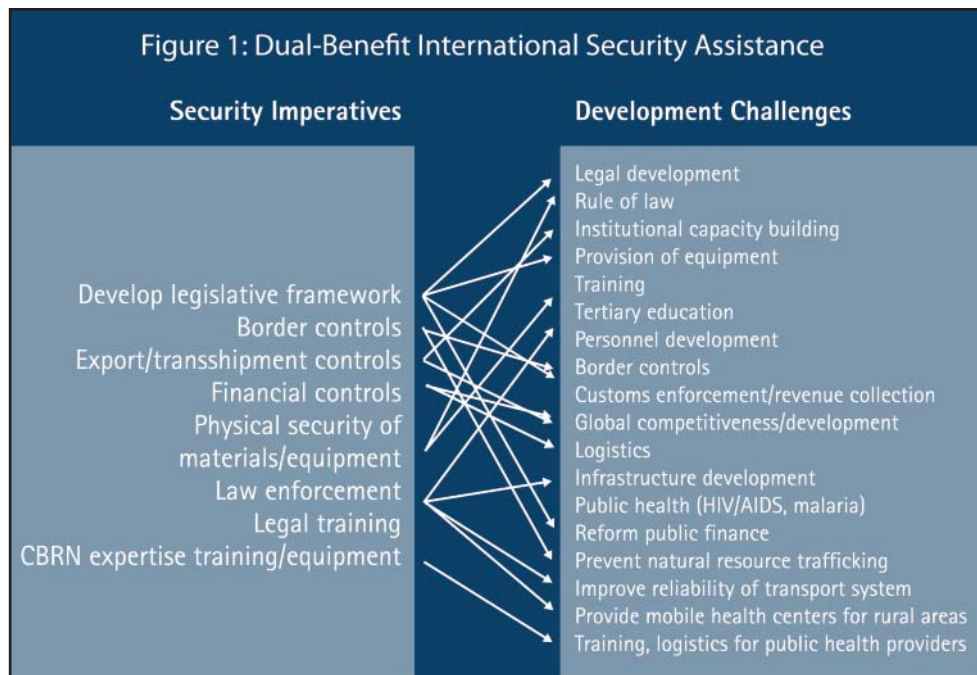 Figure 1: Dual-Benefit International Security Assistance
Security Imperatives
Develop legislative framework
Border controls
Export/transshipment controls
Financial controls
Physical security of
materials/equipment
Law enforcement
Legal training
CBRN expertise training/equipment
Development Challenges
Legal development
Rule of law
Institutional capacity building
Provision of equipment
Training
Tertiary education
Personnel development
Border controls
Customs enforcement/revenue collection
Global competitiveness/development
Logistics
Infrastructure development
Public health (HIV/AIDS, malaria)
Reform public finance
Prevent natural resource trafficking
Improve reliability of transport system
Provide mobile health centers for rural areas
Training, logistics for public health providers